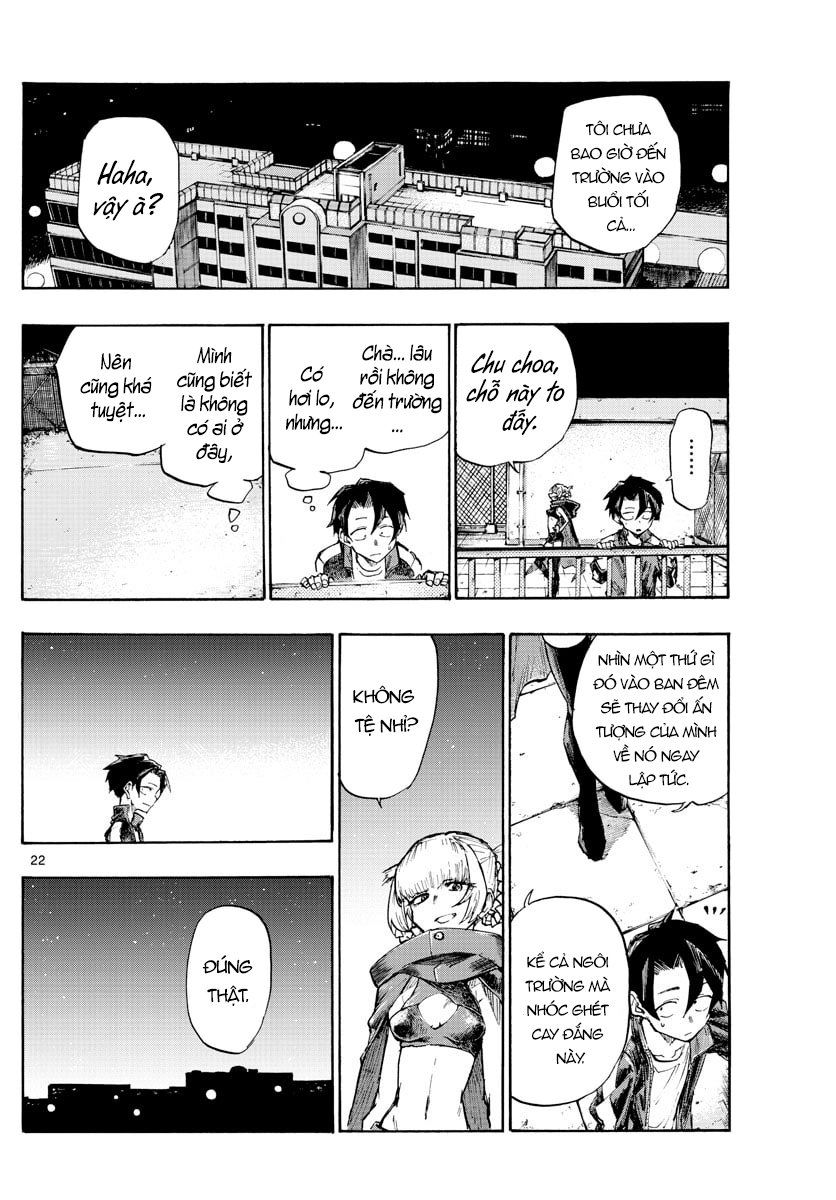 TÔI CHƯA
BAO GIỜ ĐẾN
TRƯỜNG VÀO
BUỔI TỐI
CẢ...
Haha,
vậy à?
......
Chu choa,
chỗ này to
đấy.
Chà... lâu
rồi không
đến trường
...
Có
hơi lo,
nhưng...
Mình
cũng biết
là không
có ai ở
đây,
Nên
cũng khá
tuyệt...
NHÌN MỘT THỨ GÌ
ĐÓ VÀO BAN ĐÊM
SẼ THAY ĐỔI ẤN
TƯỢNG CỦA MÌNH
VỀ NÓ NGAY
LẬP TỨC.
KỂ CẢ NGÔI
TRƯỜNG MÀ
NHÓC GHÉT
CAY ĐẮNG
NÀY.
KHÔNG
TỆ NHỈ?
ĐÚNG
THẬT.
22